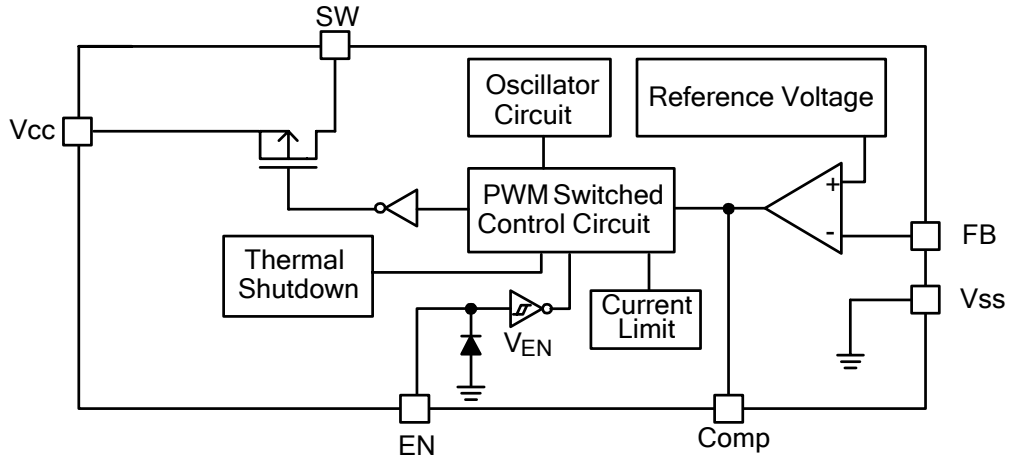 SW
Oscillator
Circuit
Reference Voltage
Vcc
PWM Switched
Control Circuit
+
-
FB
Thermal
Shutdown
Current
Limit
VEN
Vss
EN
Comp